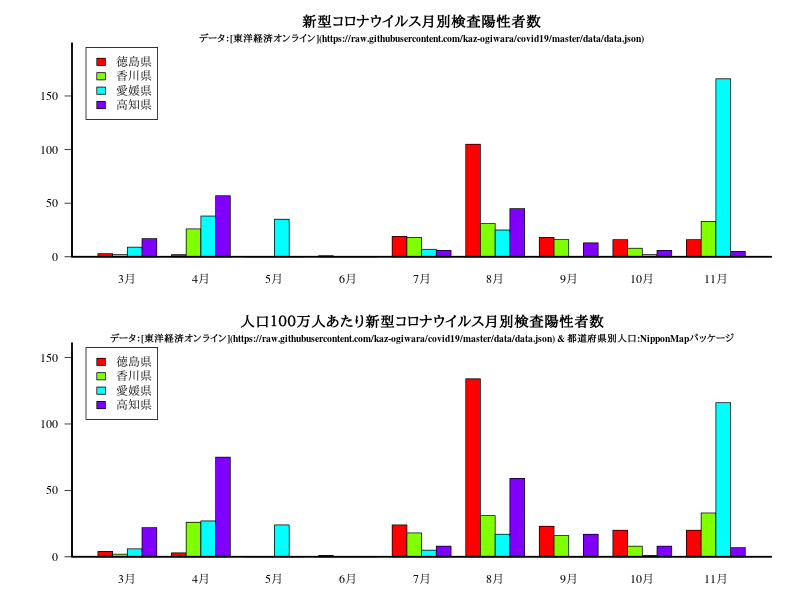 新型コロナウイルス月別検査陽性者数
データ：[東洋経済オンライン](https://raw.githubusercontent.com/kaz-ogiwara/covid19/master/data/data.json)
徳島県
香川県
愛媛県
高知県
150
100
50
0
3月 4月 5月 6月 7月 8月 9月 10月 11月
人口100万人あたり新型コロナウイルス月別検査陽性者数
データ：[東洋経済オンライン](https://raw.githubusercontent.com/kaz-ogiwara/covid19/master/data/data.json) & 都道府県別人口:NipponMapパッケージ
徳島県
香川県
愛媛県
高知県
150
100
50
0
3月 4月 5月 6月 7月 8月 9月 10月 11月